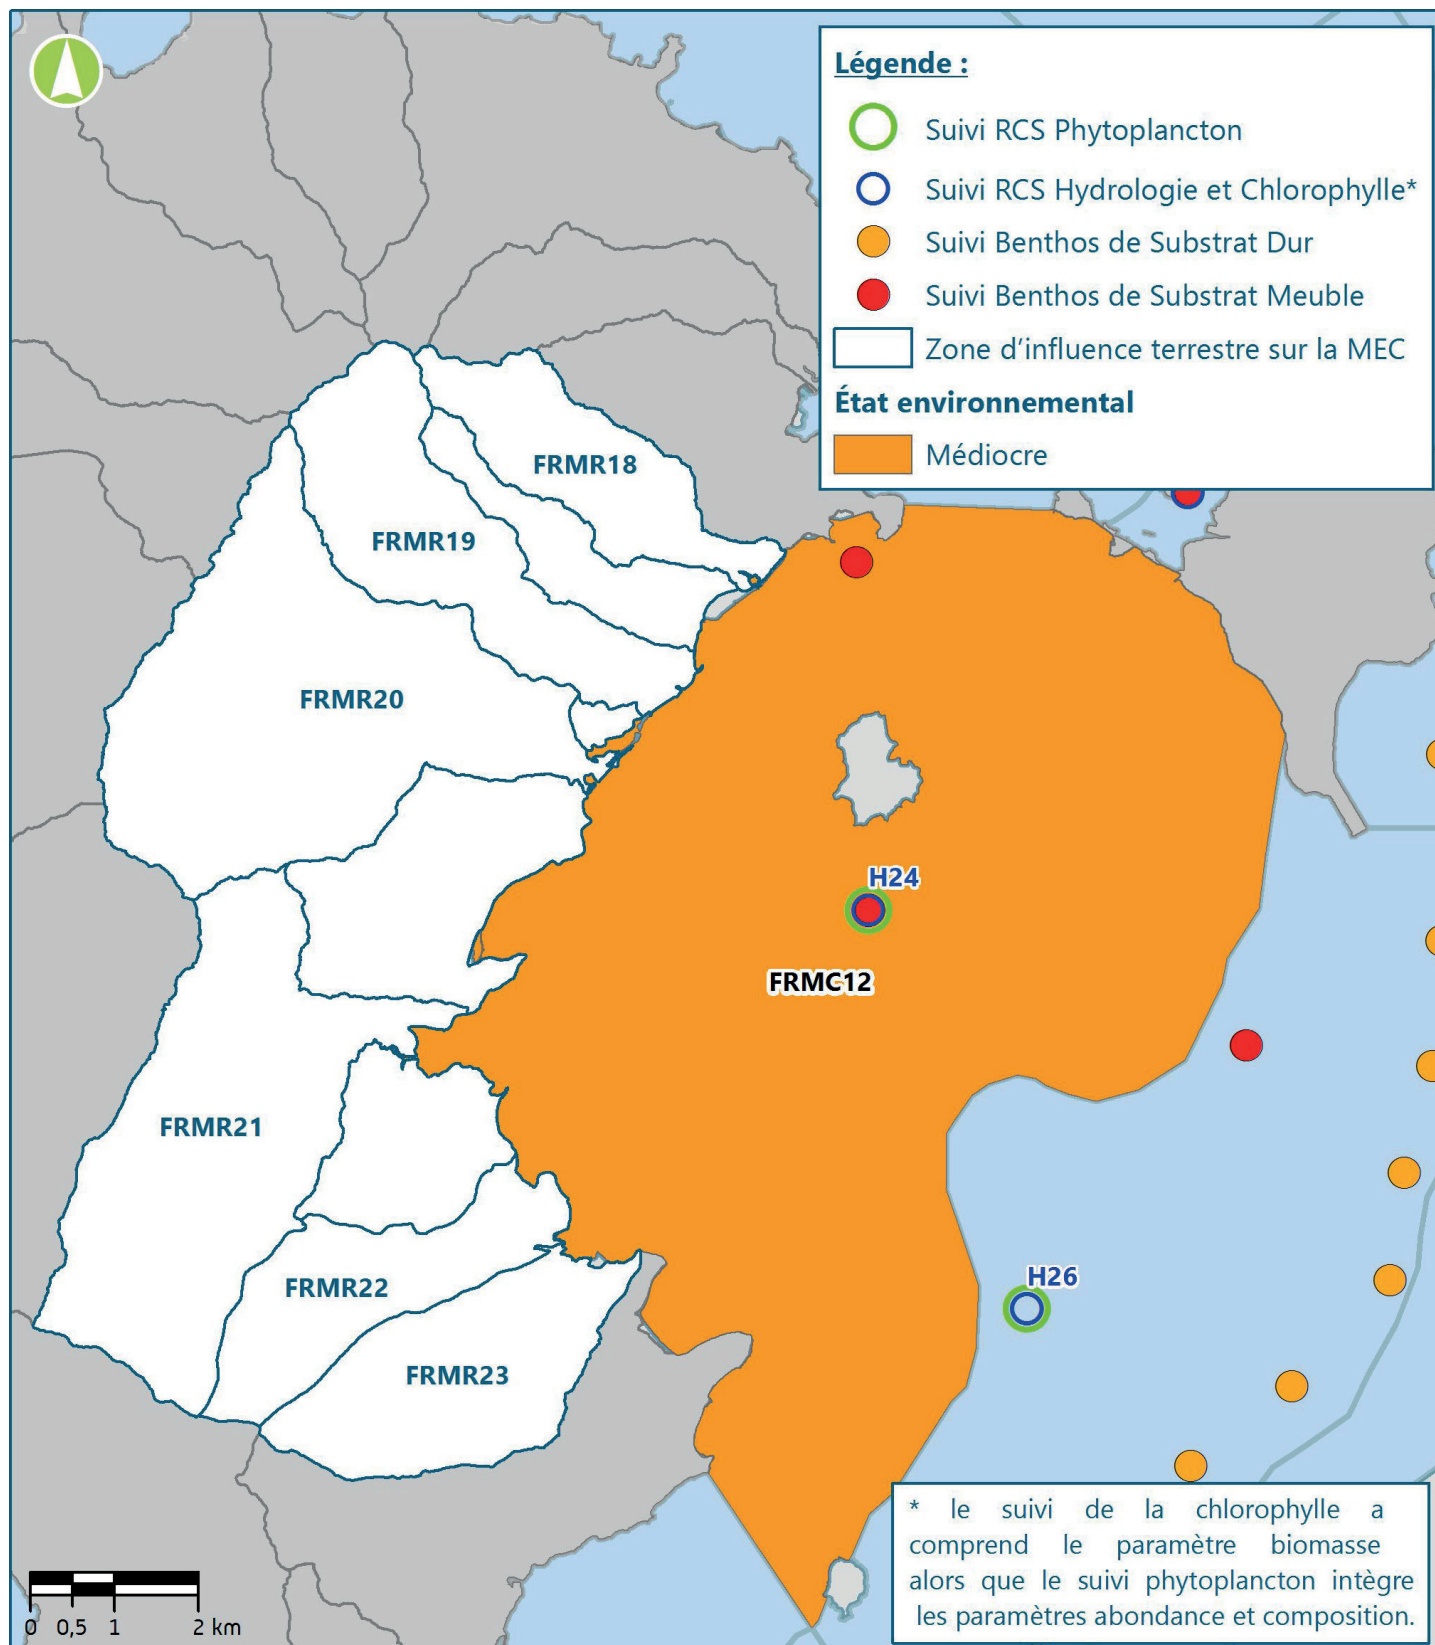 Légende :
Suivi RCS Phytoplancton
Suivi RCS Hydrologie et Chlorophylle*
Suivi Benthos de Substrat Dur
Suivi Benthos de Substrat Meuble
Zone d'influence terrestre sur la MEC
État environnemental
Médiocre
FRMR18
FRMR19
FRMR20
H24
FRMC12
FRMR21
H26
FRMR22
FRMR23
* le suivi de la chlorophylle a
comprend le paramètre biomasse
alors que le suivi phytoplancton intègre
les paramètres abondance et composition.
0 0,5 1 2 km